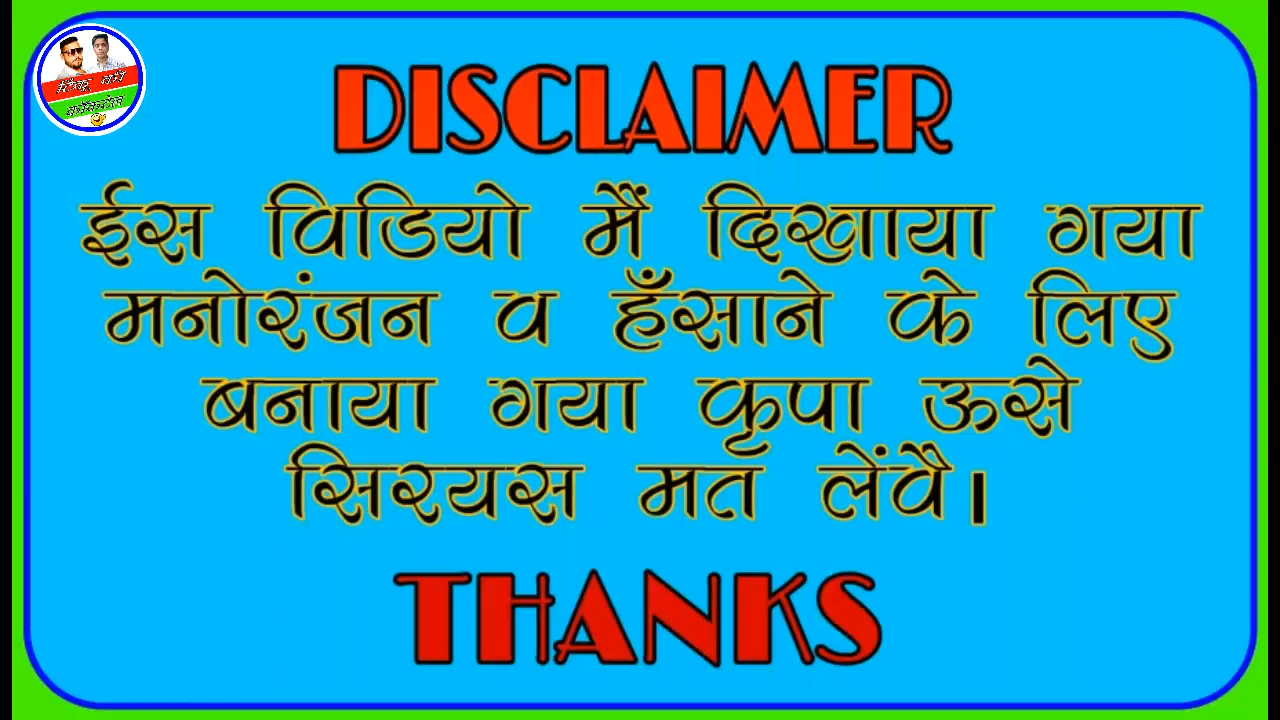 DISCLAIMER
ईस विडियो मैं दिखाया गया
मनोरंजन व हँसाने के लिए
बनाया गया कृपा ऊसे
सिरयस मत लेंवै।
THANKS